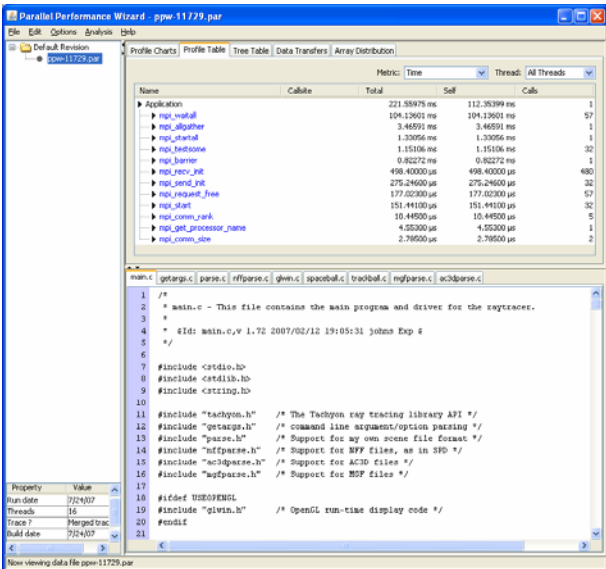 Parallel Performance Wizard - ppw-11729.par
File Edit Options Analysis Help
Default Revision
ppw-11729.par
Profile Charts Profile Table Tree Table Data Transfers Array Distribution
Metric: Time Thread: All Threads
Name Callsite Total Self Calls
Application 221.55975 ms 112.35399 ms 1
mpi_waitall 104.13601 ms 104.13601 ms 57
mpi_allgather 3.46591 ms 3.46591 ms 1
mpi_startall 1.33056 ms 1.33056 ms 1
mpi_testsome 1.15106 ms 1.15106 ms 32
mpi_barrier 0.82272 ms 0.82272 ms 1
mpi_recv_init 498.40000 µs 498.40000 µs 480
mpi_send_init 275.24600 µs 275.24600 µs 32
mpi_request_free 177.02300 µs 177.02300 µs 57
mpi_start 151.44100 µs 151.44100 µs 32
mpi_comm_rank 10.44500 µs 10.44500 µs 5
mpi_get_processor_name 4.55300 µs 4.55300 µs 1
mpi_comm_size 2.78500 µs 2.78500 µs 2
main.c getargs.c parse.c nffparse.c glwin.c spaceball.c trackball.c mgfparse.c ac3dparse.c
1 /*
2 * main.c - This file contains the main program and driver for the raytracer.
3 *
4 * $Id: main.c,v 1.72 2007/02/12 19:05:31 johns Exp $
5 */
6
7 #include <stdio.h>
8 #include <stdlib.h>
9 #include <string.h>
10
11 #include "tachyon.h" /* The Tachyon ray tracing library API */
12 #include "getargs.h" /* command line argument/option parsing */
13 #include "parse.h" /* Support for my own scene file format */
14 #include "nffparse.h" /* Support for NFF files, as in SPD */
15 #include "ac3dparse.h" /* Support for AC3D files */
16 #include "mgfparse.h" /* Support for MGF files */
17
18 #ifdef USEOPENGL
19 #include "glwin.h" /* OpenGL run-time display code */
20 #endif
21
Property Value
Run date 7/24/07
Threads 16
Trace ? Merged trac
Build date 7/24/07
Now viewing data file ppw-11729.par